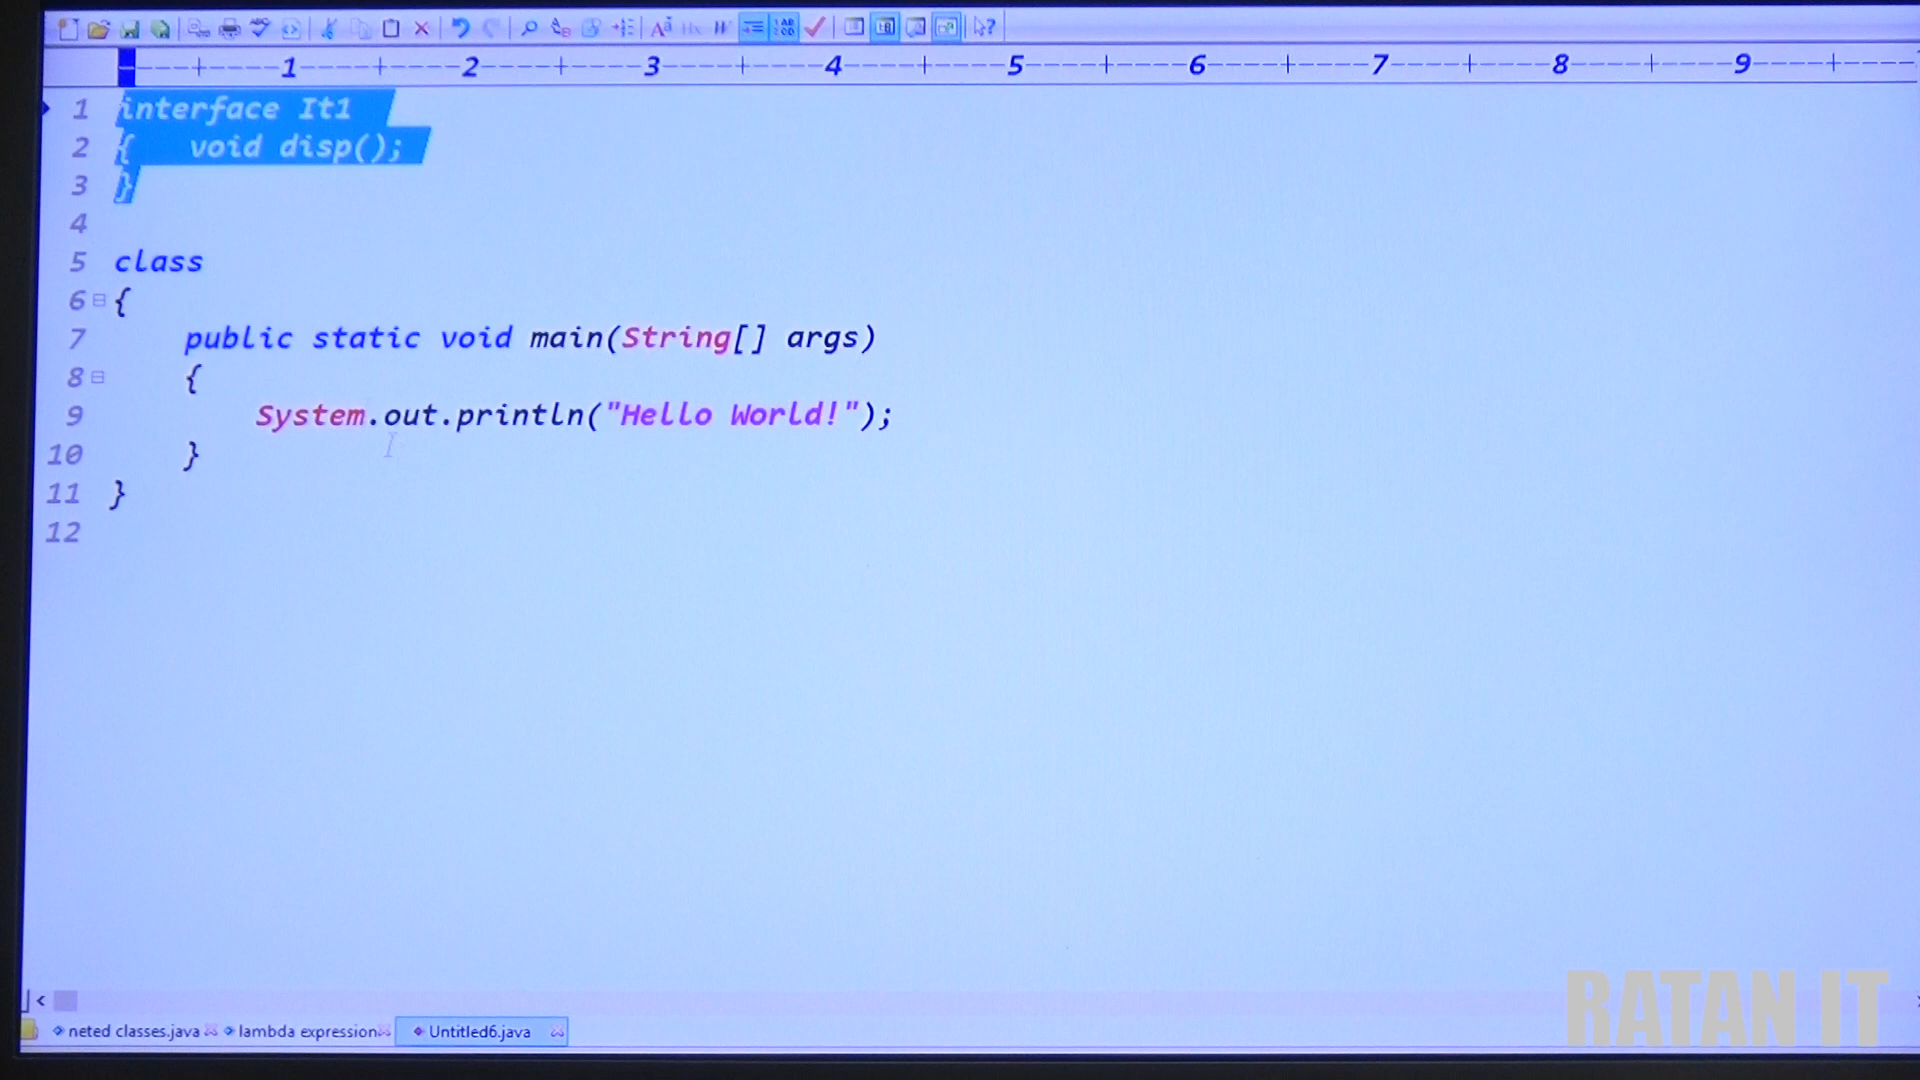 ----+----1----+----2----+----3----+----4----+----5----+----6----+----7----+----8----+----9----+----
1 interface It1
2 { void disp();
3 }
4
5 class
6 {
7 public static void main(String[] args)
8 {
9 System.out.println("Hello World!");
10 }
11 }
12
RATAN IT
neted classes.java lambda expression Untitled6.java